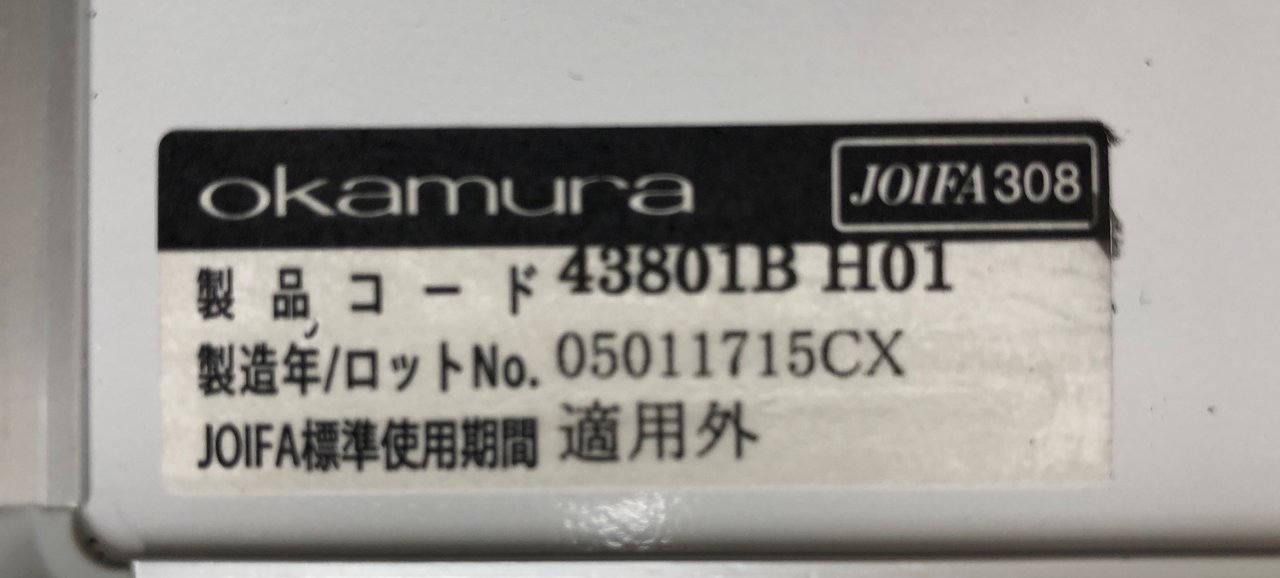 okamura JOIFA308
製品コード 43801B H01
製造年/ロットNo. 05011715CX
JOIFA標準使用期間 適用外